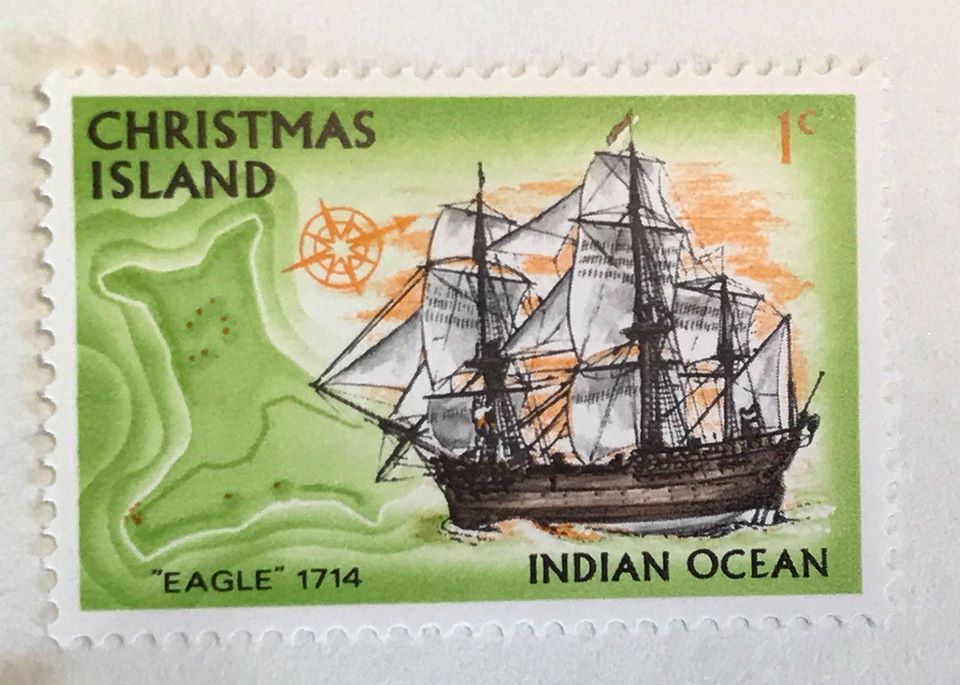 CHRISTMAS
ISLAND
1c
"EAGLE" 1714
INDIAN OCEAN